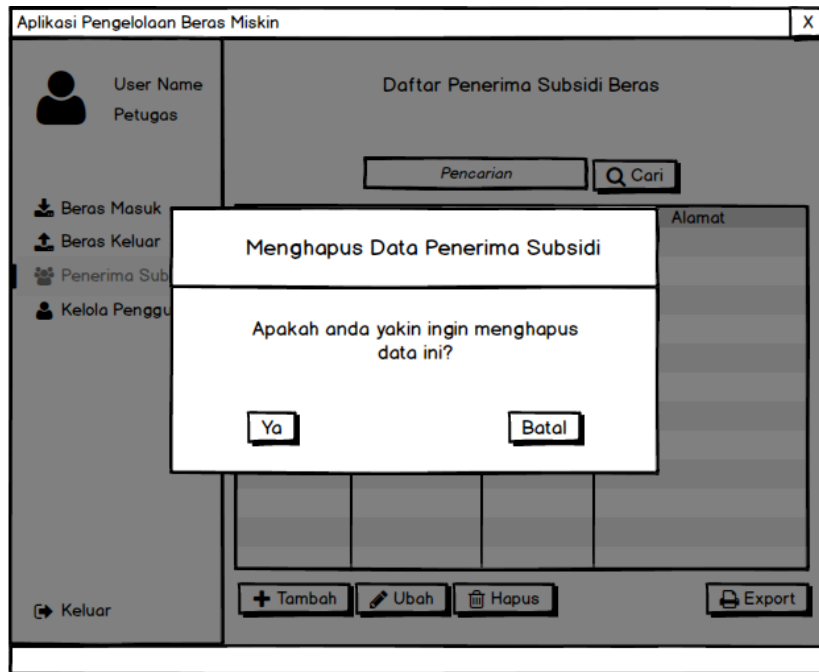 Aplikasi Pengelolaan Beras Miskin
X
User Name
Petugas
Daftar Penerima Subsidi Beras
Pencarian
Cari
Beras Masuk
Beras Keluar
Penerima Sub
Kelola Penggu
Keluar
Alamat
Menghapus Data Penerima Subsidi
Apakah anda yakin ingin menghapus
data ini?
Ya
Batal
Tambah
Ubah
Hapus
Export